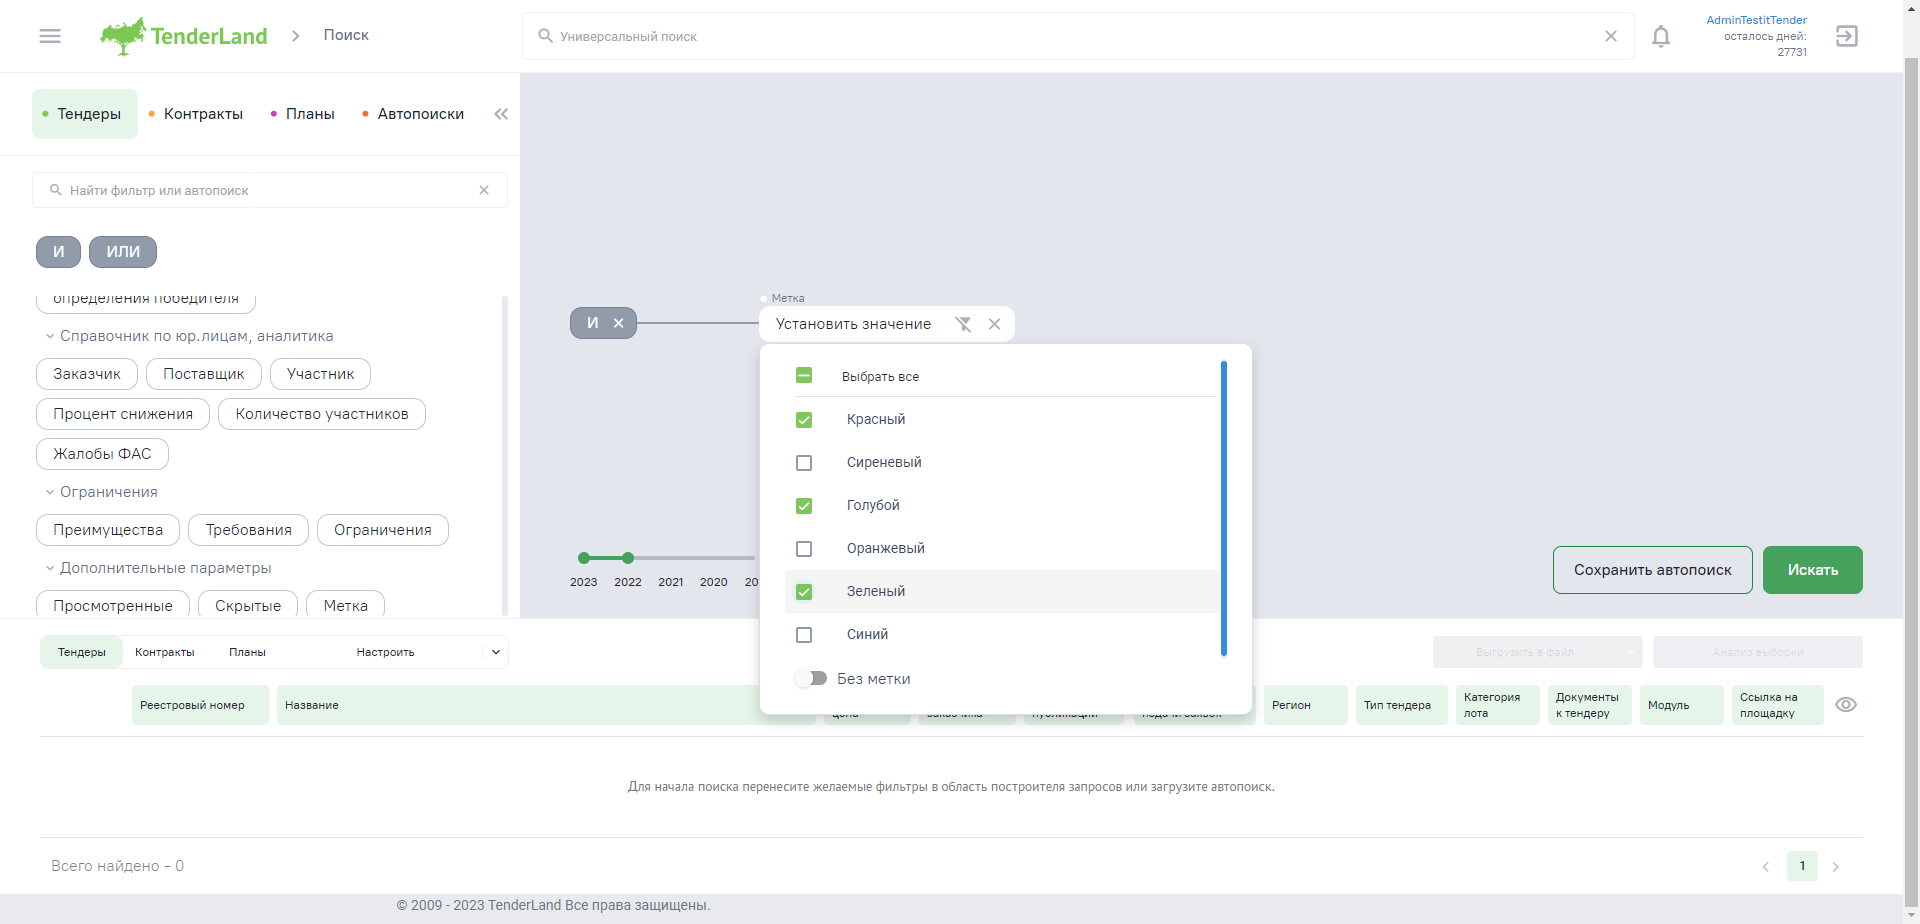 TenderLand
Поиск
Универсальный поиск
AdminTestitTender
осталось дней:
27731
Тендеры
Контракты
Планы
Автопоиски
Найти фильтр или автопоиск
И
ИЛИ
определения победителя
Справочник по юр.лицам, аналитика
Заказчик
Поставщик
Участник
Процент снижения
Количество участников
Жалобы ФАС
Ограничения
Преимущества
Требования
Ограничения
Дополнительные параметры
Просмотренные
Скрытые
Метка
И
Метка
Установить значение
Выбрать все
Красный
Сиреневый
Голубой
Оранжевый
Зеленый
Синий
Без метки
2023
2022
2021
2020
Сохранить автопоиск
Искать
Тендеры
Контракты
Планы
Настроить
Выгрузить в файл
Анализ выборки
Реестровый номер
Название
цена
заказчика
публикации
подачи заявок
Регион
Тип тендера
Категория
лота
Документы
к тендеру
Модуль
Ссылка на
площадку
Для начала поиска перенесите желаемые фильтры в область построителя запросов или загрузите автопоиск.
Всего найдено - 0
1
© 2009 - 2023 TenderLand Все права защищены.